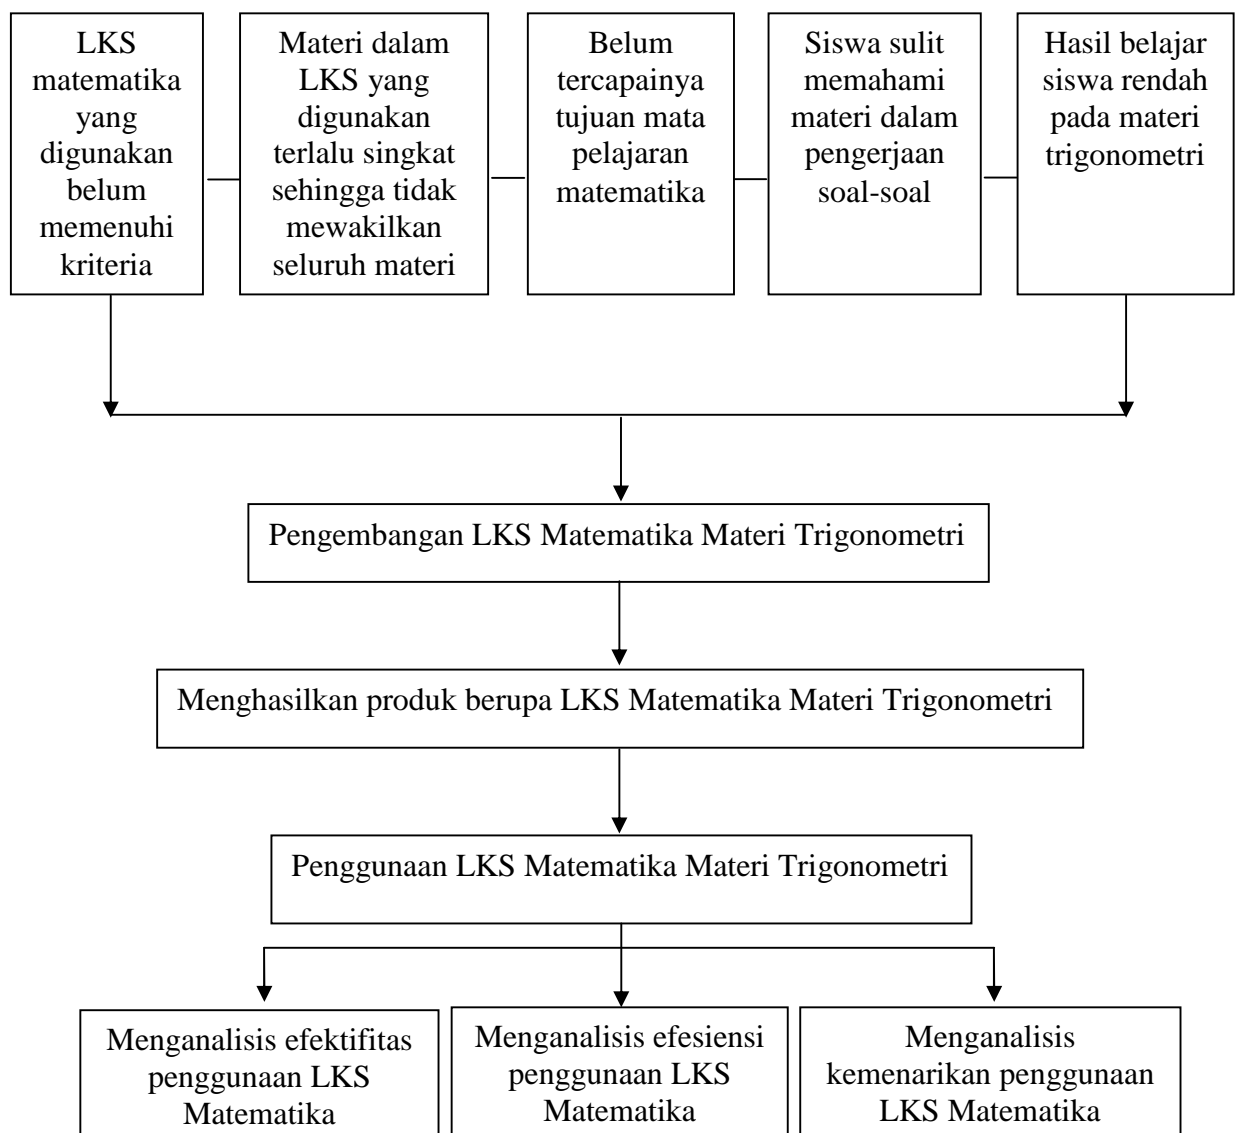 LKS
matematika
yang
digunakan
belum
memenuhi
kriteria
Materi dalam
LKS yang
digunakan
terlalu singkat
sehingga tidak
mewakilkan
seluruh materi
Belum
tercapainya
tujuan mata
pelajaran
matematika
Siswa sulit
memahami
materi dalam
pengerjaan
soal-soal
Hasil belajar
siswa rendah
pada materi
trigonometri
Pengembangan LKS Matematika Materi Trigonometri
Menghasilkan produk berupa LKS Matematika Materi Trigonometri
Penggunaan LKS Matematika Materi Trigonometri
Menganalisis efektifitas
penggunaan LKS
Matematika
Menganalisis efesiensi
penggunaan LKS
Matematika
Menganalisis
kemenarikan penggunaan
LKS Matematika